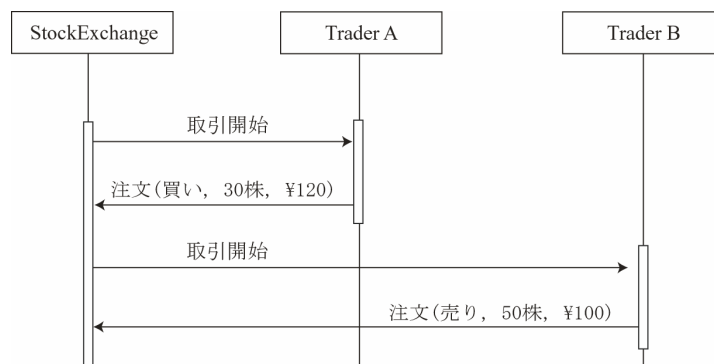 StockExchange
Trader A
Trader B
取引開始
注文(買い, 30株, ¥120)
取引開始
注文(売り, 50株, ¥100)